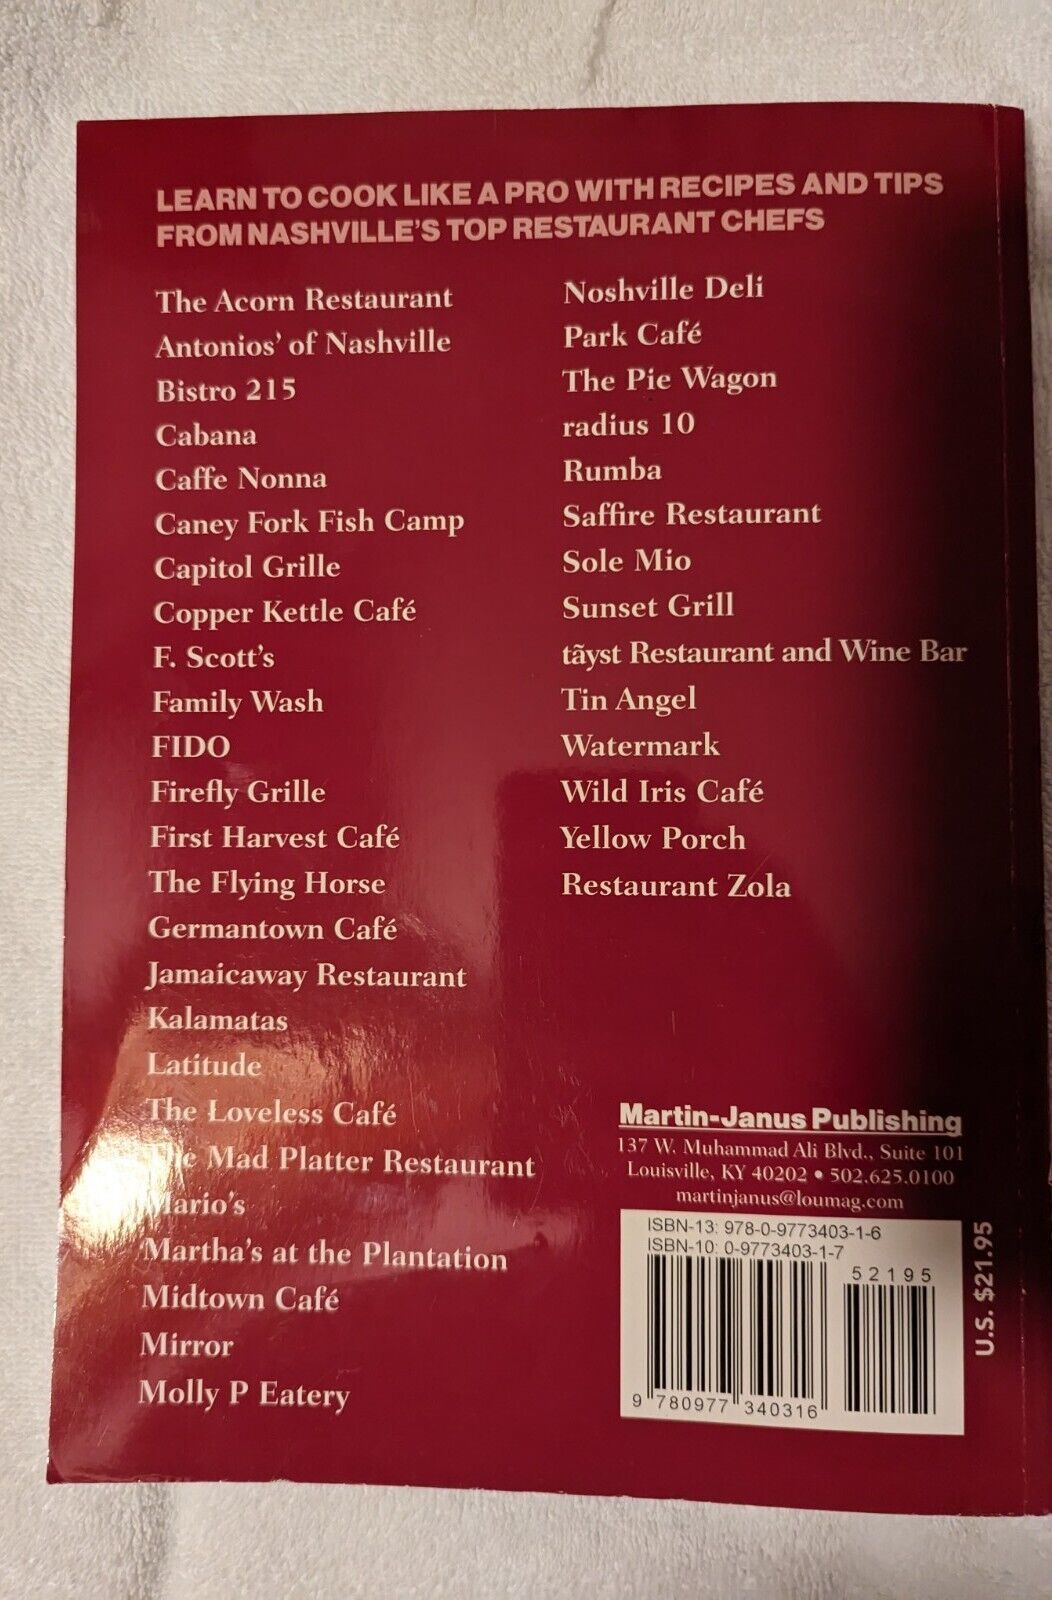 LEARN TO COOK LIKE A PRO WITH RECIPES AND TIPS
FROM NASHVILLE'S TOP RESTAURANT CHEFS
The Acorn Restaurant
Antonios' of Nashville
Bistro 215
Cabana
Caffe Nonna
Caney Fork Fish Camp
Capitol Grille
Copper Kettle Café
F. Scott's
Family Wash
FIDO
Firefly Grille
First Harvest Café
The Flying Horse
Germantown Café
Jamaicaway Restaurant
Kalamatas
Latitude
The Loveless Café
The Mad Platter Restaurant
Mario's
Martha's at the Plantation
Midtown Café
Mirror
Molly P Eatery
Noshville Deli
Park Café
The Pie Wagon
radius 10
Rumba
Saffire Restaurant
Sole Mio
Sunset Grill
tãyst Restaurant and Wine Bar
Tin Angel
Watermark
Wild Iris Café
Yellow Porch
Restaurant Zola
Martin-Janus Publishing
137 W. Muhammad Ali Blvd., Suite 101
Louisville, KY 40202 • 502.625.0100
martinjanus@loumag.com
ISBN-13: 978-0-9773403-1-6
ISBN-10: 0-9773403-1-7
52195
9 780977 340316
U.S. $21.95